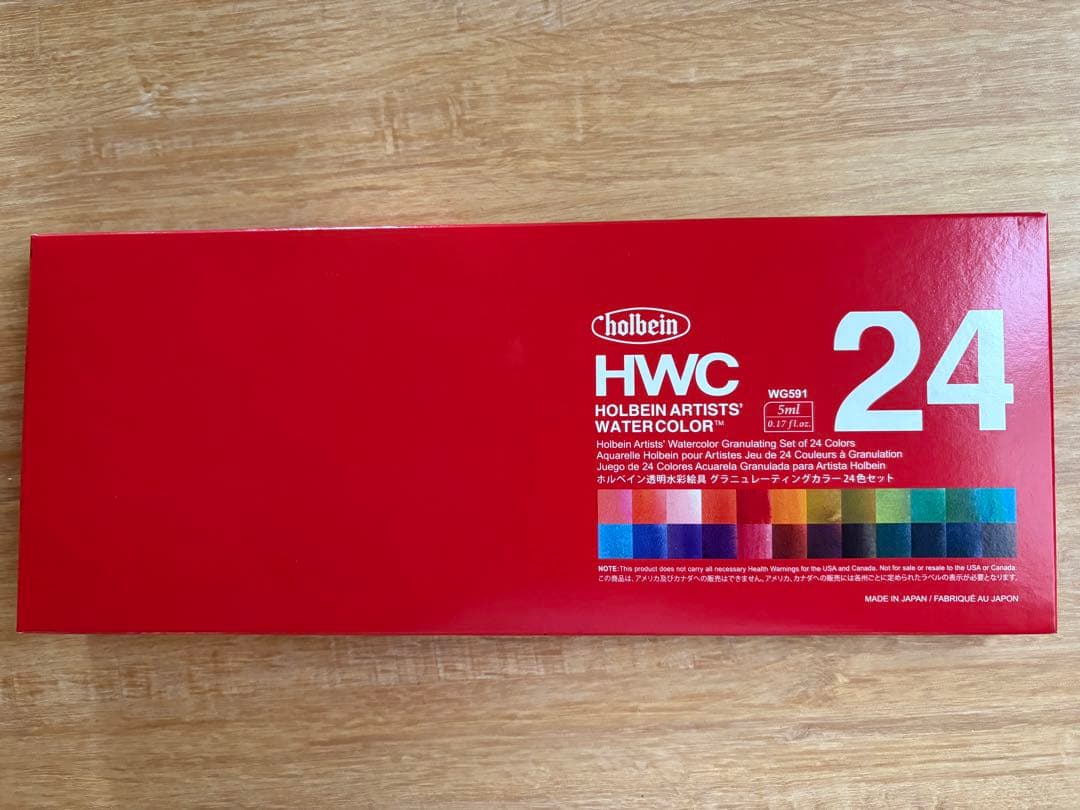 holbein
HWC
HOLBEIN ARTISTS'
WATERCOLOR™
WG591
5ml
0.17 fl.oz.
24
Holbein Artists' Watercolor Granulating Set of 24 Colors
Aquarelle Holbein pour Artistes Jeu de 24 Couleurs à Granulation
Juego de 24 Colores Acuarela Granulada para Artista Holbein
ホルベイン透明水彩絵具 グラニュレーティングカラー 24色セット
NOTE: This product does not carry all necessary Health Warnings for the USA and Canada. Not for sale or resale to the USA or Canada.
この商品は、アメリカ及びカナダへの販売はできません。アメリカ、カナダへの販売には各州ごとに定められたラベルの表示が必要となります。
MADE IN JAPAN / FABRIQUÉ AU JAPON